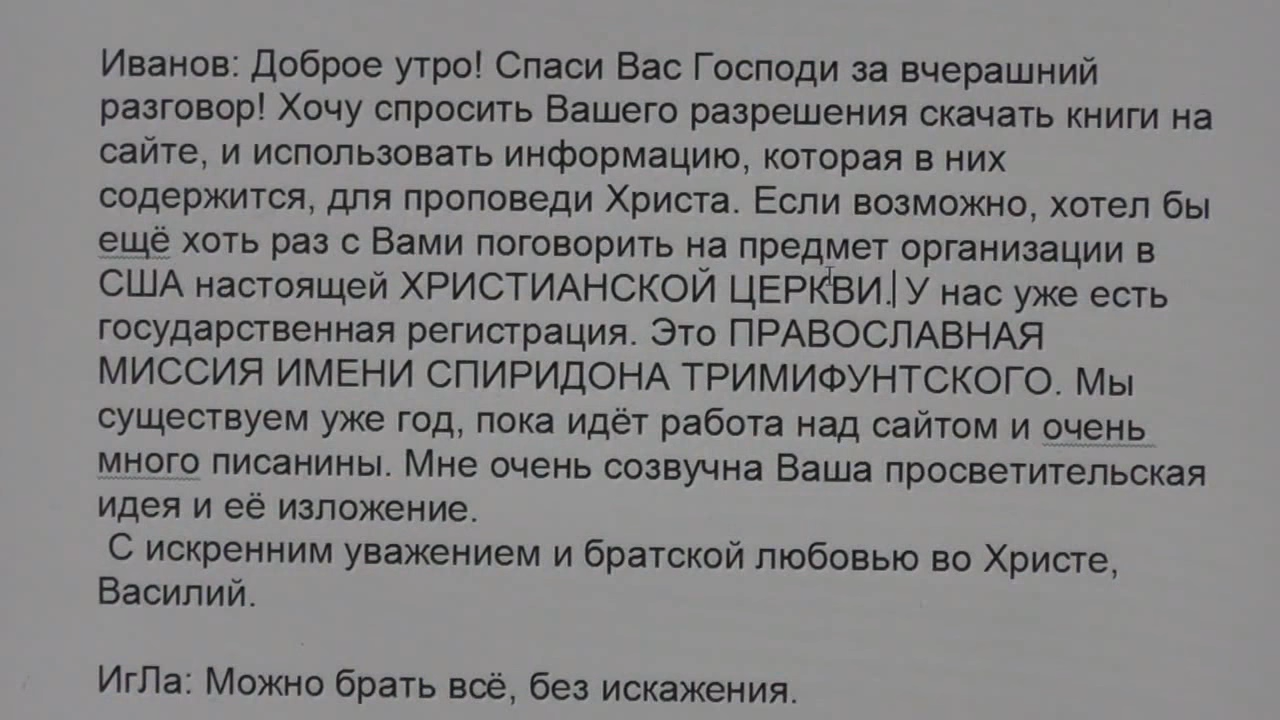 Иванов: Доброе утро! Спаси Вас Господи за вчерашний
разговор! Хочу спросить Вашего разрешения скачать книги на
сайте, и использовать информацию, которая в них
содержится, для проповеди Христа. Если возможно, хотел бы
ещё хоть раз с Вами поговорить на предмет организации в
США настоящей ХРИСТИАНСКОЙ ЦЕРКВИ. У нас уже есть
государственная регистрация. Это ПРАВОСЛАВНАЯ
МИССИЯ ИМЕНИ СПИРИДОНА ТРИМИФУНТСКОГО. Мы
существуем уже год, пока идёт работа над сайтом и очень
много писанины. Мне очень созвучна Ваша просветительская
идея и её изложение.
С искренним уважением и братской любовью во Христе,
Василий.
ИгЛа: Можно брать всё, без искажения.